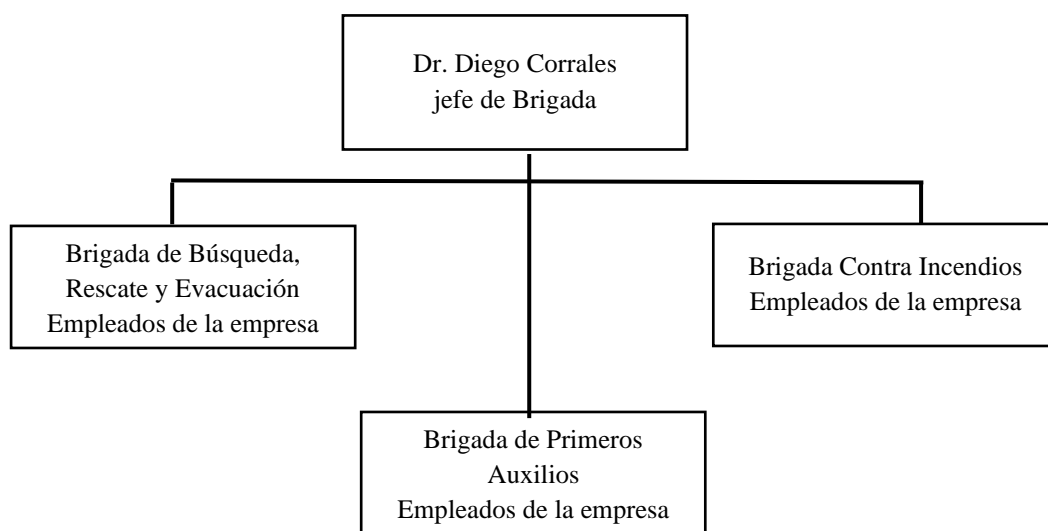 Dr. Diego Corrales
jefe de Brigada
Brigada de Búsqueda,
Rescate y Evacuación
Empleados de la empresa
Brigada Contra Incendios
Empleados de la empresa
Brigada de Primeros
Auxilios
Empleados de la empresa